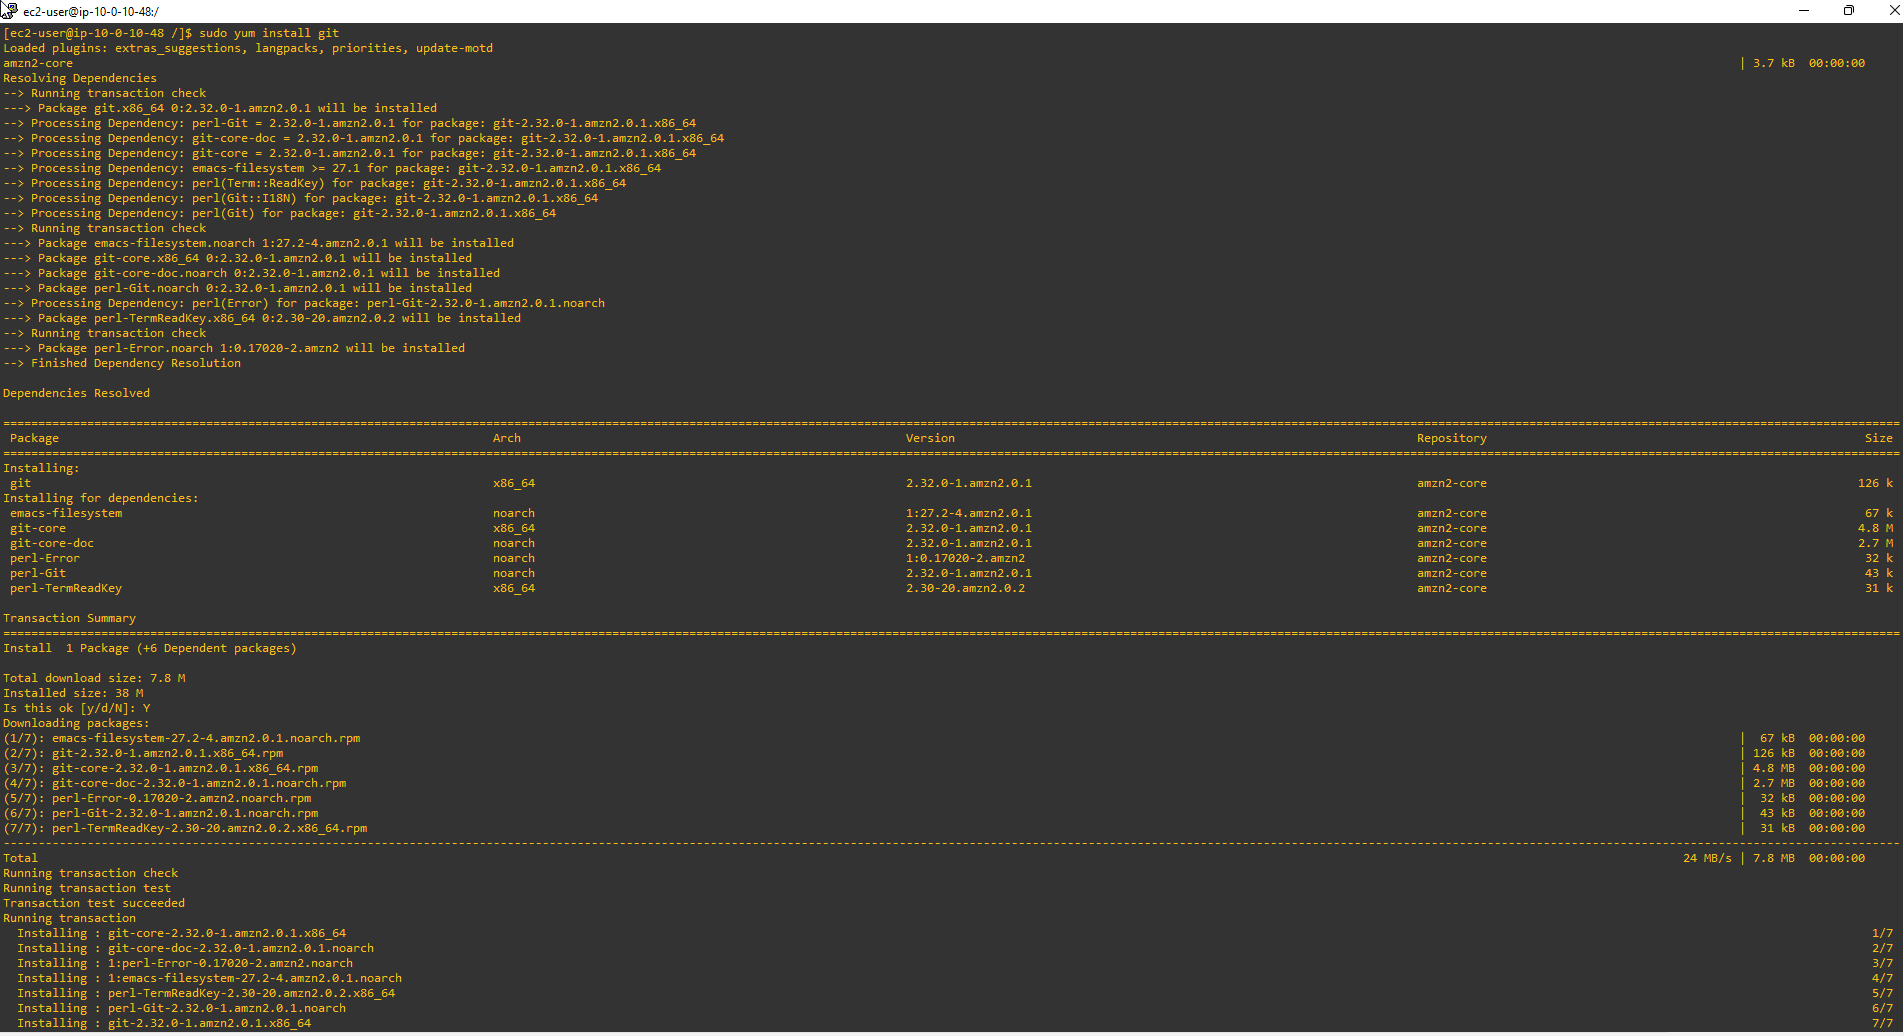 ec2-user@ip-10-0-10-48:/
[ec2-user@ip-10-0-10-48 /]$ sudo yum install git
Loaded plugins: extras_suggestions, langpacks, priorities, update-motd
amzn2-core | 3.7 kB 00:00:00
Resolving Dependencies
--> Running transaction check
---> Package git.x86_64 0:2.32.0-1.amzn2.0.1 will be installed
--> Processing Dependency: perl-Git = 2.32.0-1.amzn2.0.1 for package: git-2.32.0-1.amzn2.0.1.x86_64
--> Processing Dependency: git-core-doc = 2.32.0-1.amzn2.0.1 for package: git-2.32.0-1.amzn2.0.1.x86_64
--> Processing Dependency: git-core = 2.32.0-1.amzn2.0.1 for package: git-2.32.0-1.amzn2.0.1.x86_64
--> Processing Dependency: emacs-filesystem >= 27.1 for package: git-2.32.0-1.amzn2.0.1.x86_64
--> Processing Dependency: perl(Term::ReadKey) for package: git-2.32.0-1.amzn2.0.1.x86_64
--> Processing Dependency: perl(Git::I18N) for package: git-2.32.0-1.amzn2.0.1.x86_64
--> Processing Dependency: perl(Git) for package: git-2.32.0-1.amzn2.0.1.x86_64
--> Running transaction check
---> Package emacs-filesystem.noarch 1:27.2-4.amzn2.0.1 will be installed
---> Package git-core.x86_64 0:2.32.0-1.amzn2.0.1 will be installed
---> Package git-core-doc.noarch 0:2.32.0-1.amzn2.0.1 will be installed
---> Package perl-Git.noarch 0:2.32.0-1.amzn2.0.1 will be installed
--> Processing Dependency: perl(Error) for package: perl-Git-2.32.0-1.amzn2.0.1.noarch
---> Package perl-TermReadKey.x86_64 0:2.30-20.amzn2.0.2 will be installed
--> Running transaction check
---> Package perl-Error.noarch 1:0.17020-2.amzn2 will be installed
--> Finished Dependency Resolution
Dependencies Resolved
Package Arch Version Repository Size
Installing:
git x86_64 2.32.0-1.amzn2.0.1 amzn2-core 126 k
Installing for dependencies:
emacs-filesystem noarch 1:27.2-4.amzn2.0.1 amzn2-core 67 k
git-core x86_64 2.32.0-1.amzn2.0.1 amzn2-core 4.8 M
git-core-doc noarch 2.32.0-1.amzn2.0.1 amzn2-core 2.7 M
perl-Error noarch 1:0.17020-2.amzn2 amzn2-core 32 k
perl-Git noarch 2.32.0-1.amzn2.0.1 amzn2-core 43 k
perl-TermReadKey x86_64 2.30-20.amzn2.0.2 amzn2-core 31 k
Transaction Summary
Install 1 Package (+6 Dependent packages)
Total download size: 7.8 M
Installed size: 38 M
Is this ok [y/d/N]: Y
Downloading packages:
(1/7): emacs-filesystem-27.2-4.amzn2.0.1.noarch.rpm | 67 kB 00:00:00
(2/7): git-2.32.0-1.amzn2.0.1.x86_64.rpm | 126 kB 00:00:00
(3/7): git-core-2.32.0-1.amzn2.0.1.x86_64.rpm | 4.8 MB 00:00:00
(4/7): git-core-doc-2.32.0-1.amzn2.0.1.noarch.rpm | 2.7 MB 00:00:00
(5/7): perl-Error-0.17020-2.amzn2.noarch.rpm | 32 kB 00:00:00
(6/7): perl-Git-2.32.0-1.amzn2.0.1.noarch.rpm | 43 kB 00:00:00
(7/7): perl-TermReadKey-2.30-20.amzn2.0.2.x86_64.rpm | 31 kB 00:00:00
Total 24 MB/s | 7.8 MB 00:00:00
Running transaction check
Running transaction test
Transaction test succeeded
Running transaction
Installing : git-core-2.32.0-1.amzn2.0.1.x86_64 1/7
Installing : git-core-doc-2.32.0-1.amzn2.0.1.noarch 2/7
Installing : 1:perl-Error-0.17020-2.amzn2.noarch 3/7
Installing : 1:emacs-filesystem-27.2-4.amzn2.0.1.noarch 4/7
Installing : perl-TermReadKey-2.30-20.amzn2.0.2.x86_64 5/7
Installing : perl-Git-2.32.0-1.amzn2.0.1.noarch 6/7
Installing : git-2.32.0-1.amzn2.0.1.x86_64 7/7